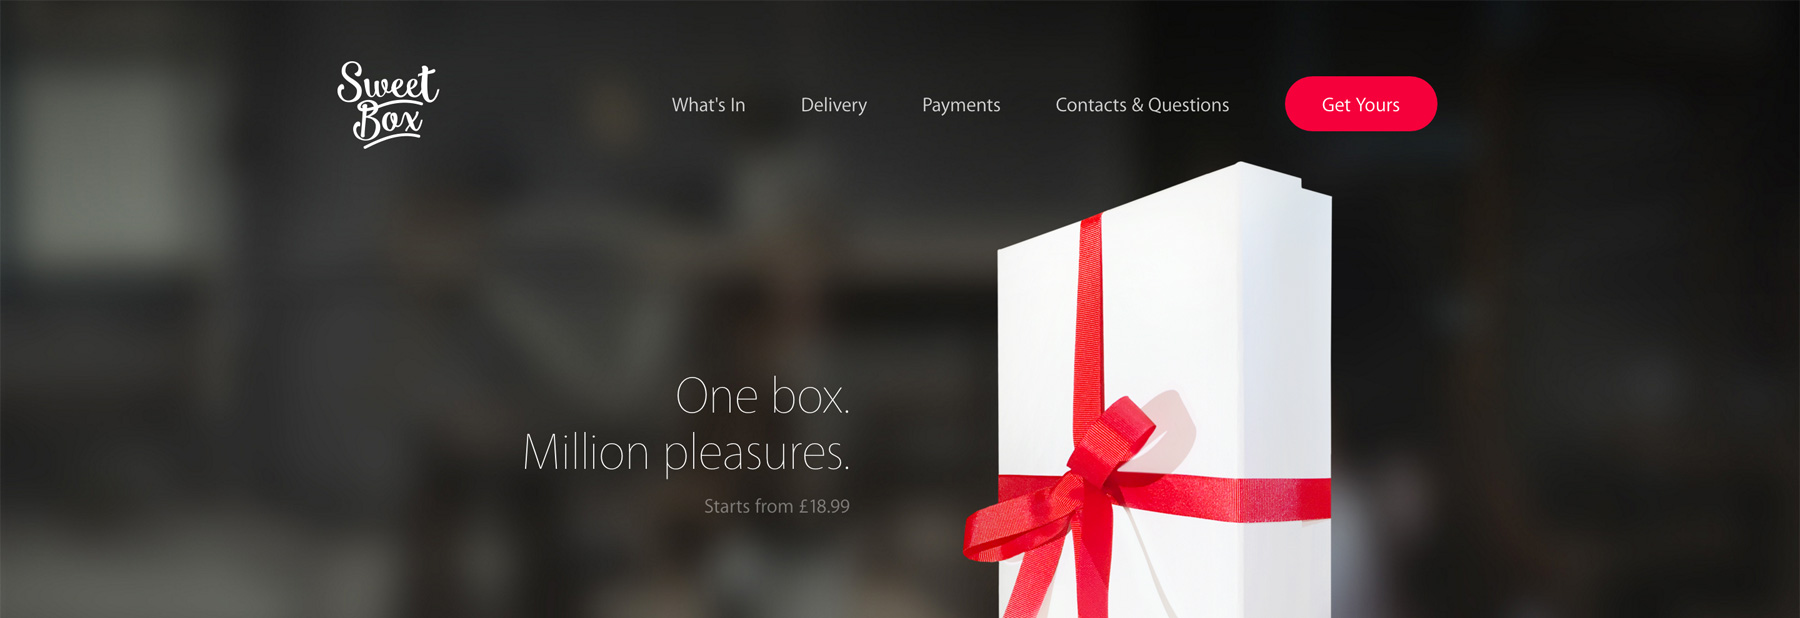 Sweet
Box
What's In
Delivery
Payments
Contacts & Questions
Get Yours
One box.
Million pleasures.
Starts from £18.99